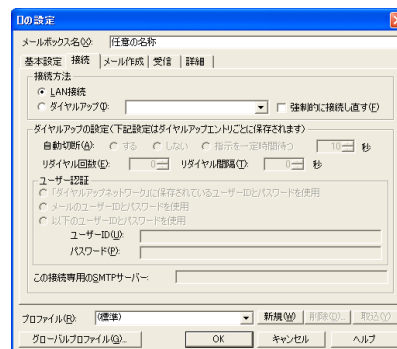 の設定
メールボックス名(X): 任意の名称
基本設定 接続 メール作成 受信 詳細
接続方法
LAN接続
ダイヤルアップ(I): 強制的に接続し直す(F)
ダイヤルアップの設定(下記設定はダイヤルアップエントリごとに保存されます)
自動切断(A): する しない 指示を一定時間待つ 10 秒
リダイヤル回数(E): 0 リダイヤル間隔(T): 0 秒
ユーザー認証
「ダイヤルアップネットワーク」に保存されているユーザーIDとパスワードを使用
メールのユーザーIDとパスワードを使用
以下のユーザーIDとパスワードを使用
ユーザーID(U):
パスワード(P):
この接続専用のSMTPサーバー:
プロファイル(R): (標準) 新規(W) 削除(D)... 取込(Y)
グローバルプロファイル(G)... OK キャンセル ヘルプ